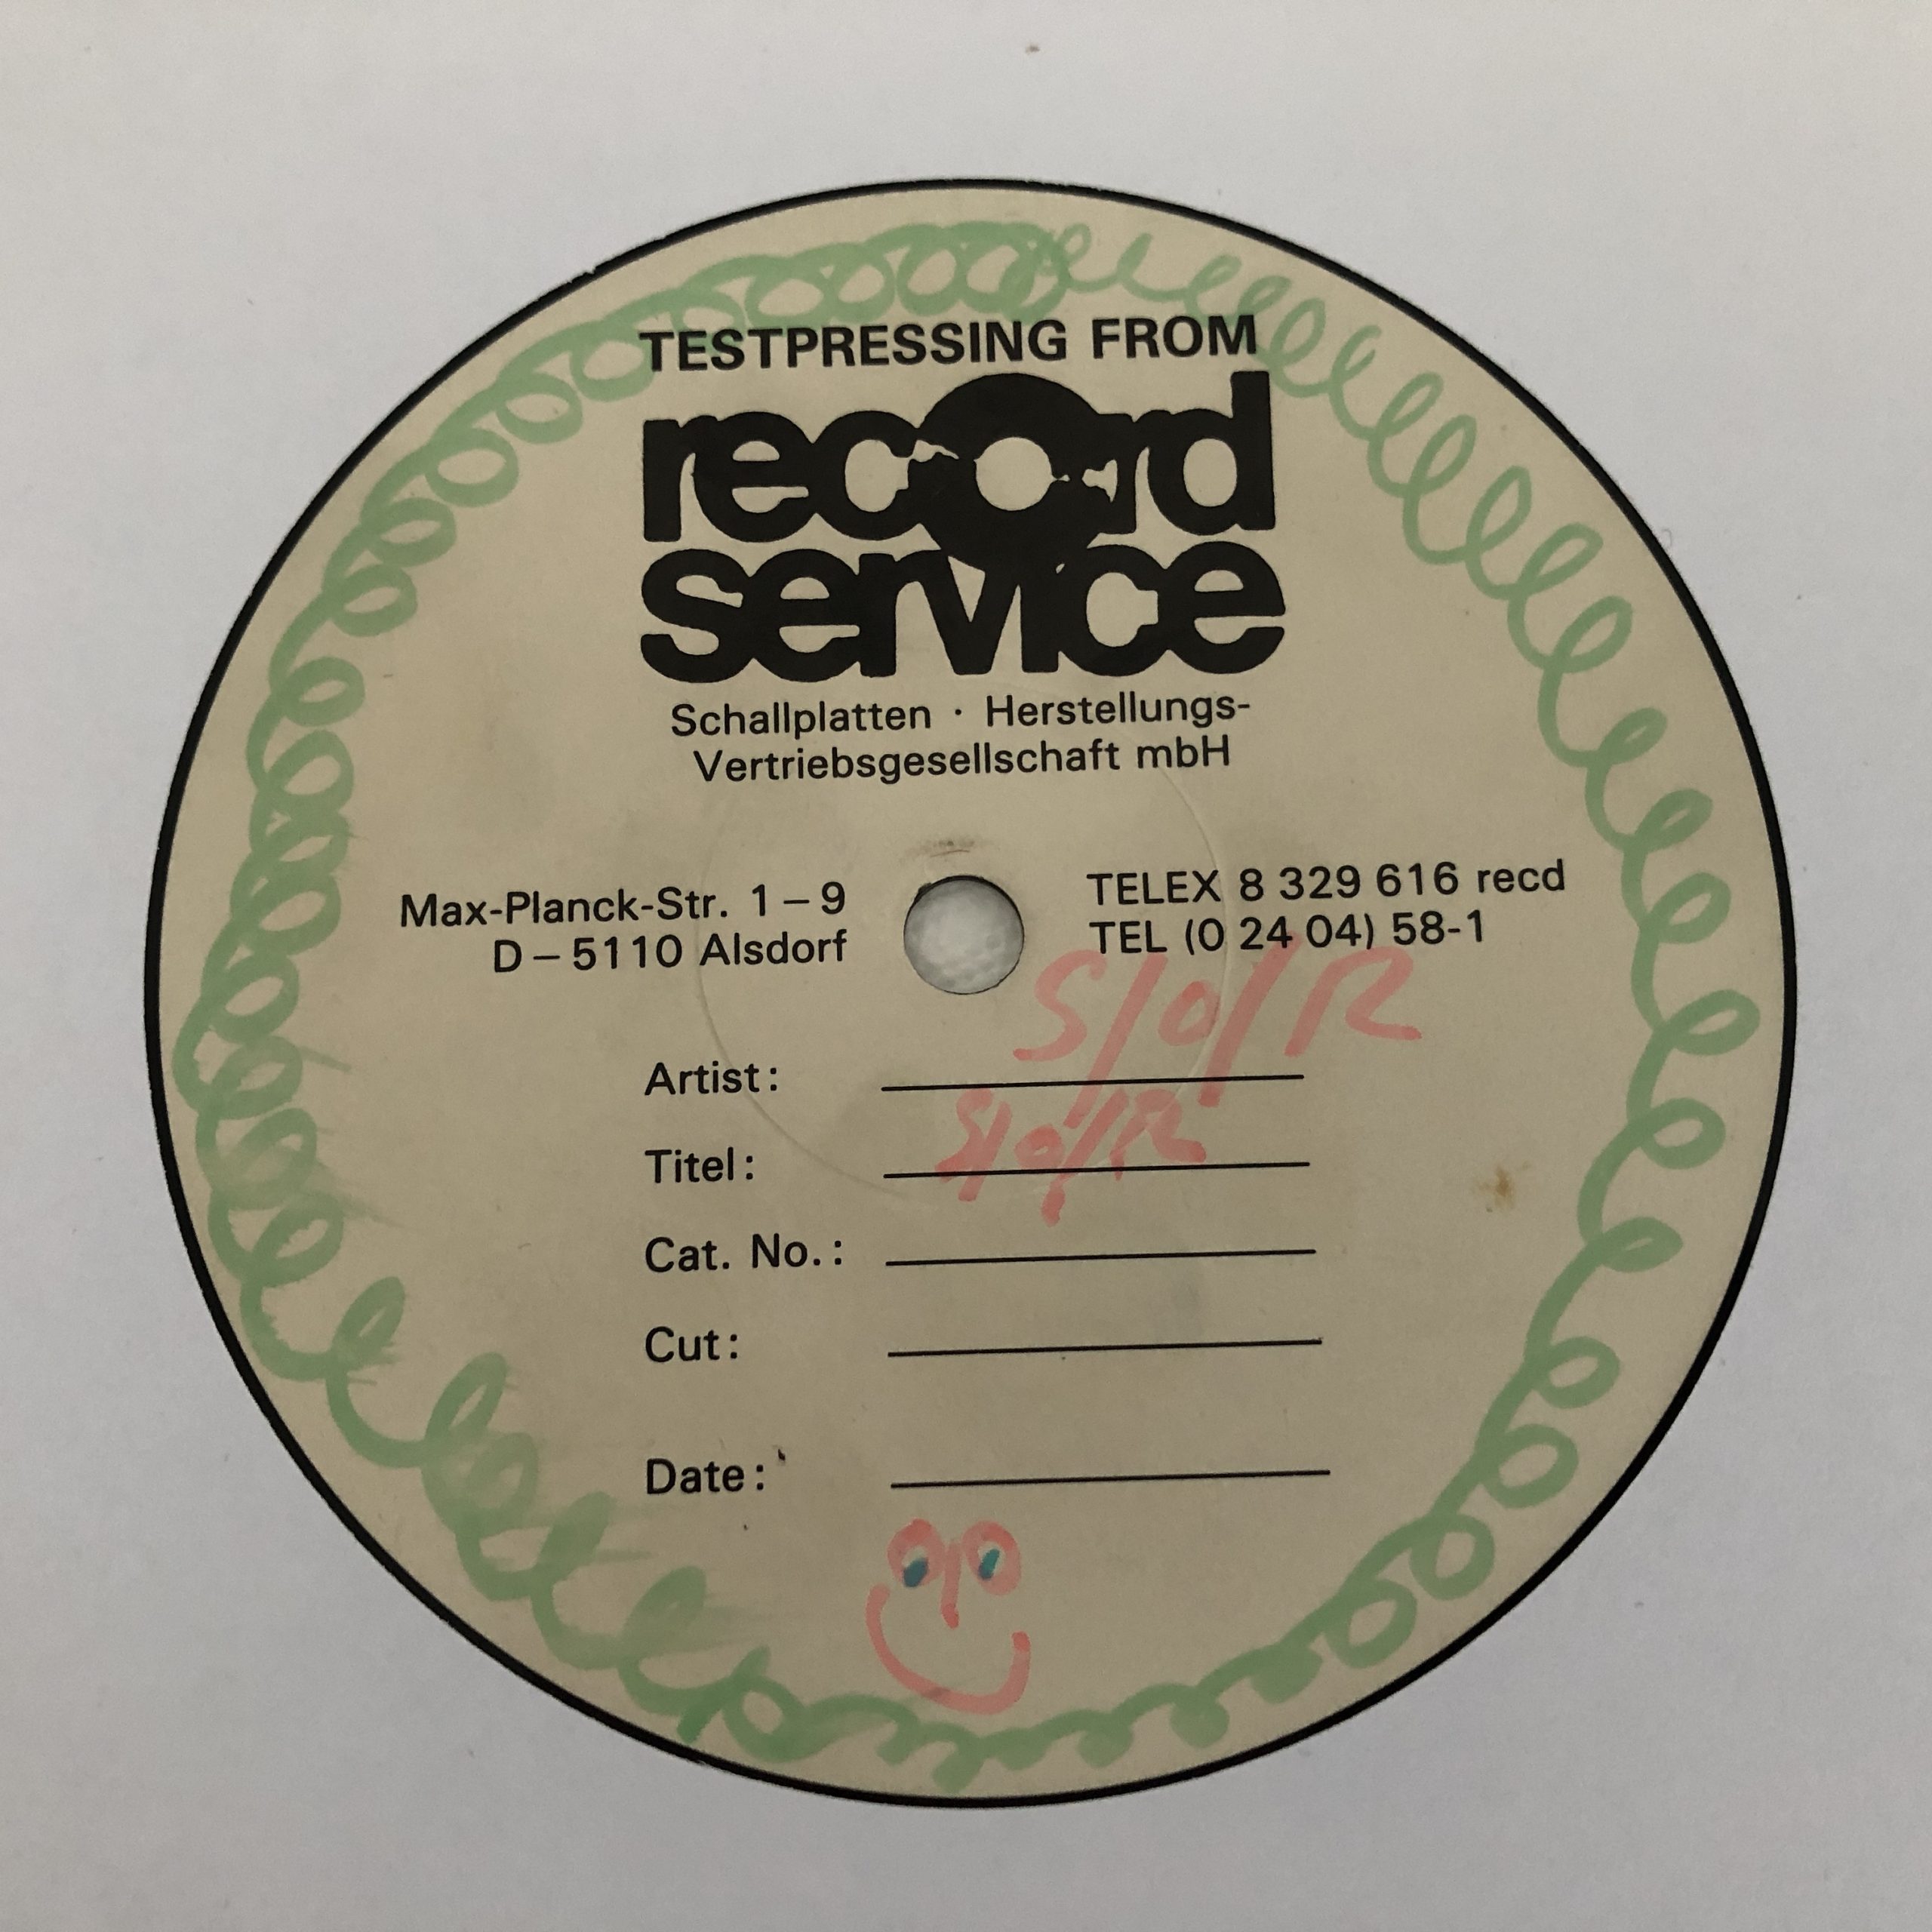 TESTPRESSING FROM
record
service
Schallplatten · Herstellungs-
Vertriebsgesellschaft mbH
Max-Planck-Str. 1 – 9
D – 5110 Alsdorf
TELEX 8 329 616 recd
TEL (0 24 04) 58-1
S/O/R
Artist:
S/O/R
Titel:
Cat. No.:
Cut:
Date: